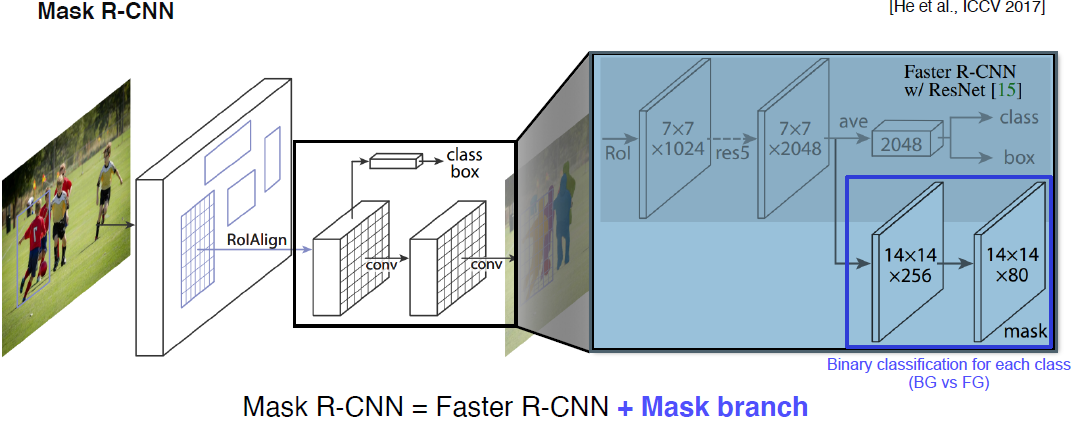 Mask R-CNN
[He et al., ICCV 2017]
RoIAlign
class
box
conv
conv
Faster R-CNN
w/ ResNet [15]
RoI
7×7
×1024
res5
7×7
×2048
ave
2048
class
box
14×14
×256
14×14
×80
mask
Binary classification for each class
(BG vs FG)
Mask R-CNN = Faster R-CNN + Mask branch